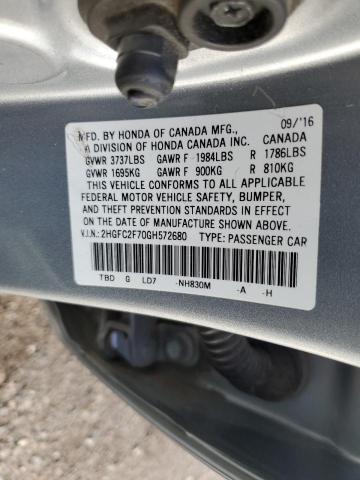 MFD. BY HONDA OF CANADA MFG., 09/'16
A DIVISION OF HONDA CANADA INC. CANADA
GVWR 3737LBS GAWR F 1984LBS R 1786LBS
GVWR 1695KG GAWR F 900KG R 810KG
THIS VEHICLE CONFORMS TO ALL APPLICABLE
FEDERAL MOTOR VEHICLE SAFETY, BUMPER,
AND THEFT PREVENTION STANDARDS IN EFFECT
ON THE DATE OF MANUFACTURE SHOWN ABOVE.
V.I.N.: 2HGFC2F70GH572680 TYPE: PASSENGER CAR
TBD G LD7 -NH830M -A -H